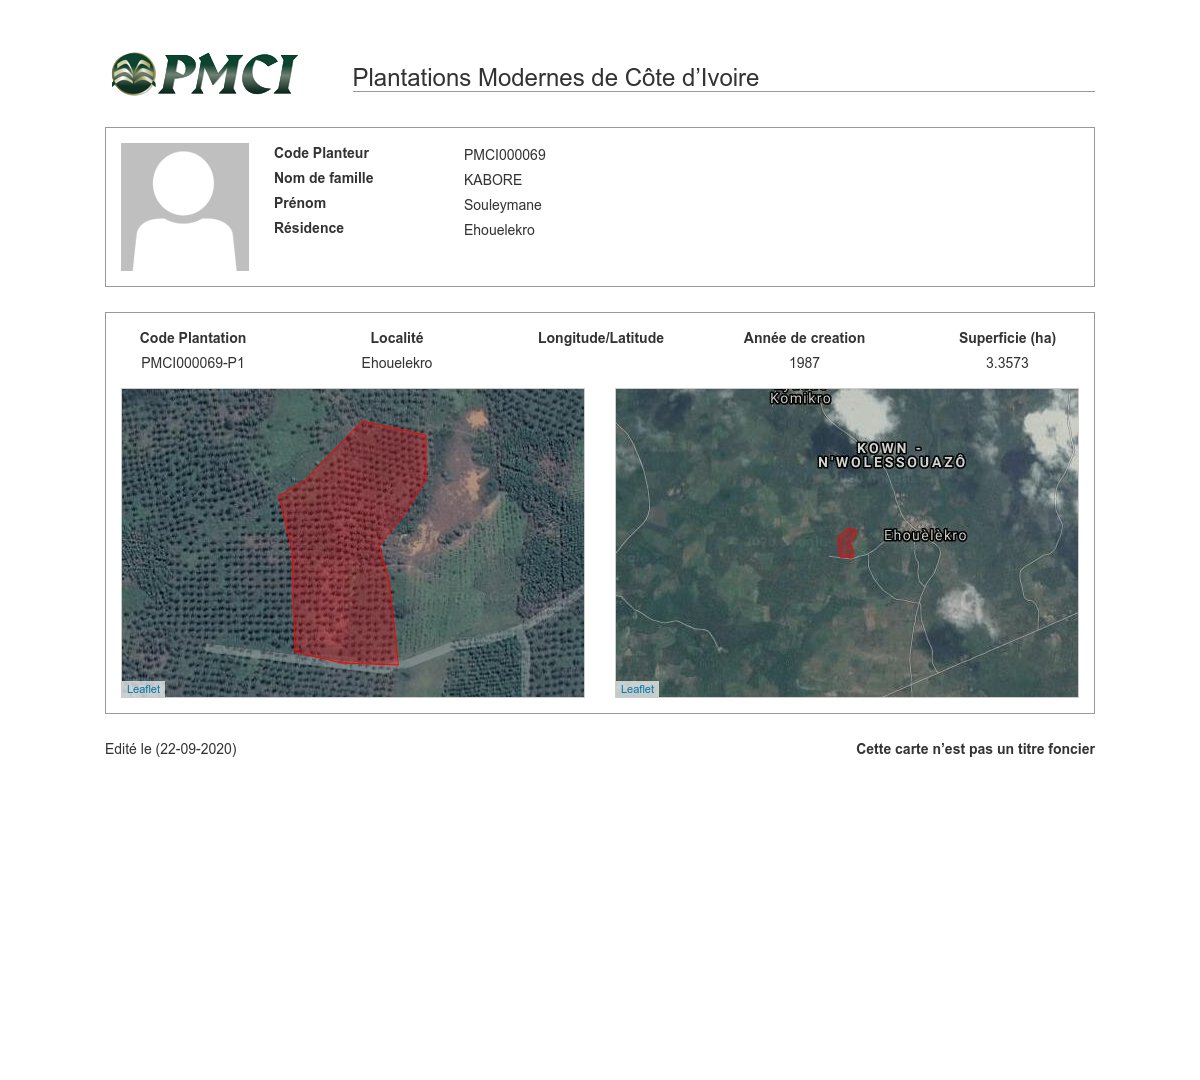 PMCI
Plantations Modernes de Côte d’Ivoire
Code Planteur PMCI000069
Nom de famille KABORE
Prénom Souleymane
Résidence Ehouelekro
Code Plantation Localité Longitude/Latitude Année de creation Superficie (ha)
PMCI000069-P1 Ehouelekro 1987 3.3573
Komikro
KOWN -
N'WOLESSOUAZÔ
Ehouèlèkro
Leaflet
Leaflet
Edité le (22-09-2020)
Cette carte n’est pas un titre foncier